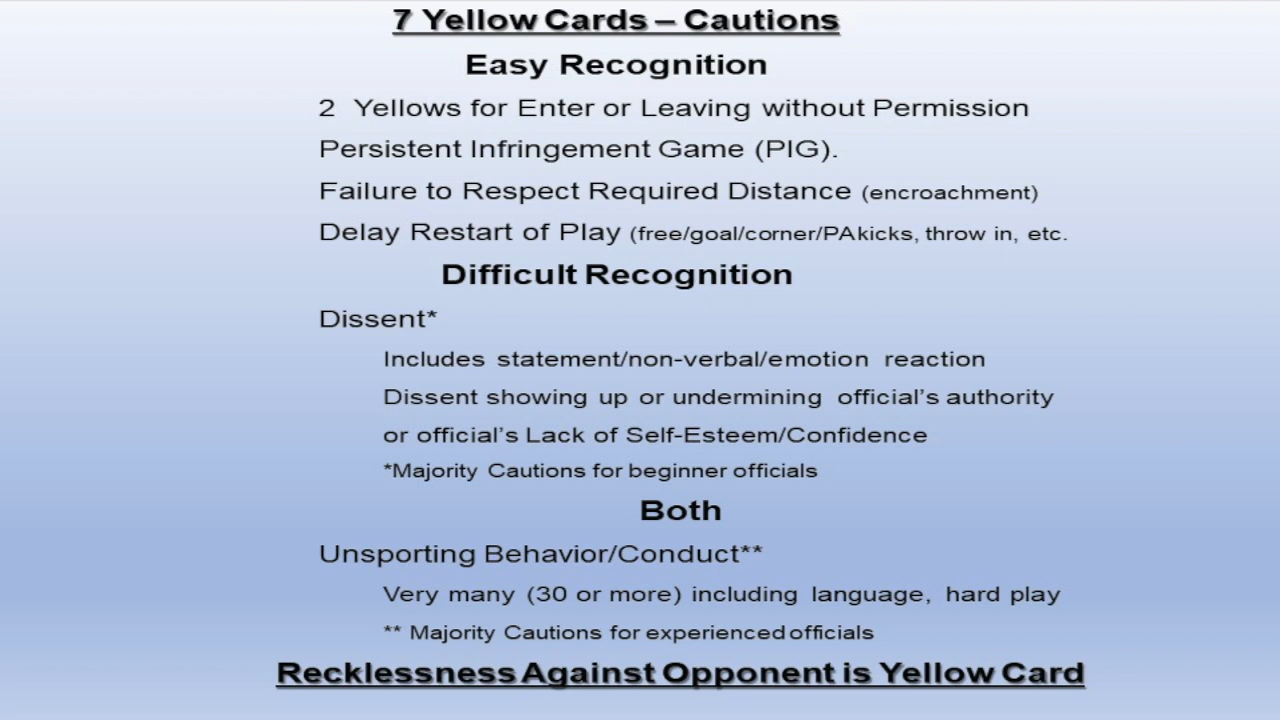 7 Yellow Cards – Cautions
Easy Recognition
2 Yellows for Enter or Leaving without Permission
Persistent Infringement Game (PIG).
Failure to Respect Required Distance (encroachment)
Delay Restart of Play (free/goal/corner/PA kicks, throw in, etc.
Difficult Recognition
Dissent*
Includes statement/non-verbal/emotion reaction
Dissent showing up or undermining official’s authority
or official’s Lack of Self-Esteem/Confidence
*Majority Cautions for beginner officials
Both
Unsporting Behavior/Conduct**
Very many (30 or more) including language, hard play
** Majority Cautions for experienced officials
Recklessness Against Opponent is Yellow Card